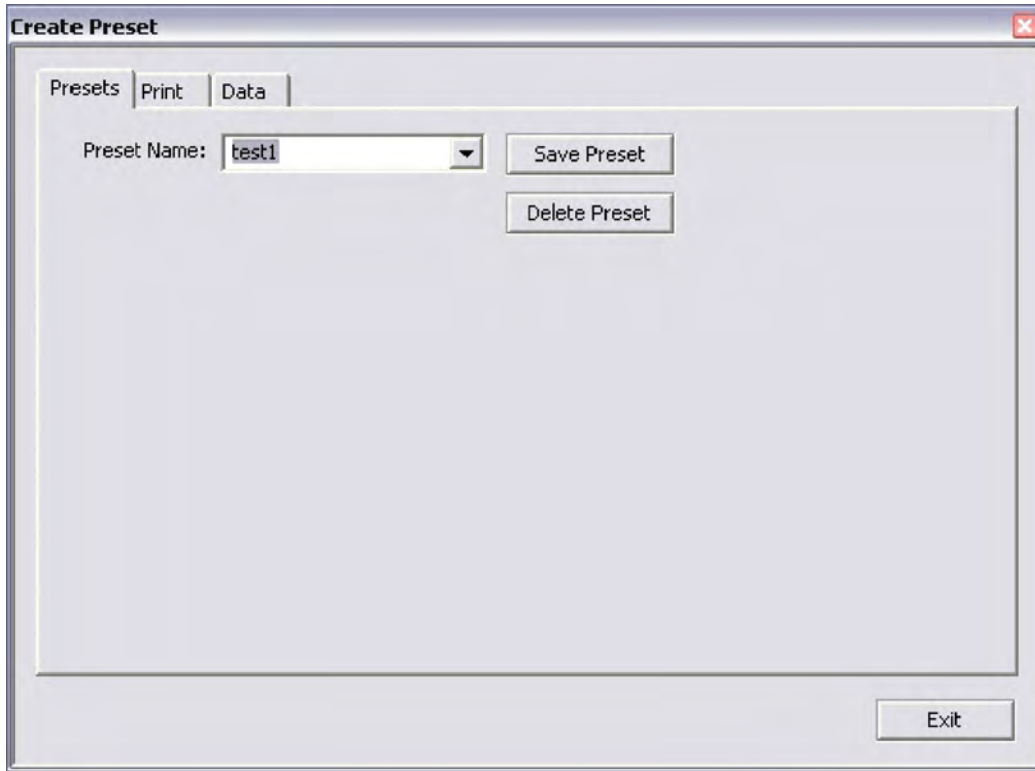 Create Preset
Presets Print Data
Preset Name: test1 Save Preset
Delete Preset
Exit